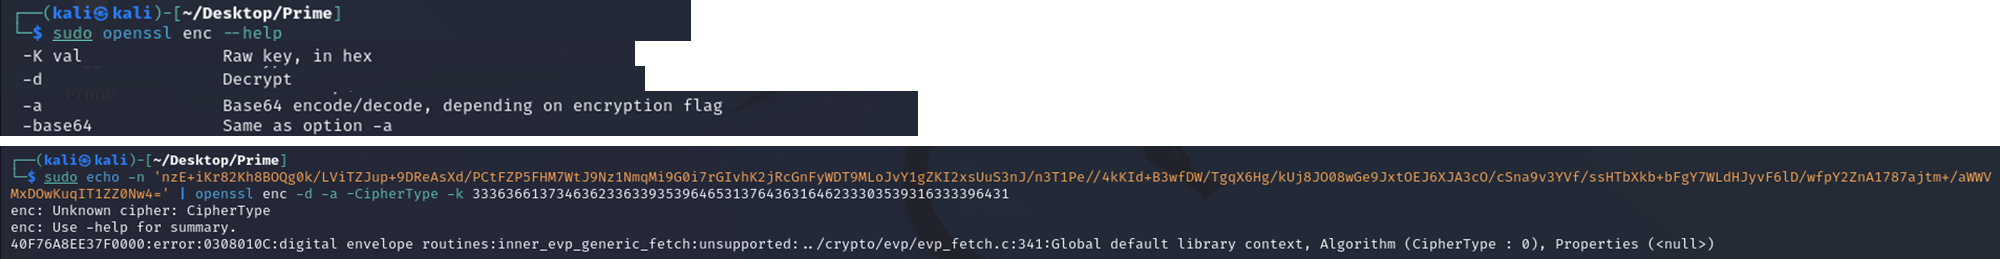 ┌──(kali㉿kali)-[~/Desktop/Prime]
└─$ sudo openssl enc --help
-K val Raw key, in hex
-d Decrypt
-a Base64 encode/decode, depending on encryption flag
-base64 Same as option -a
┌──(kali㉿kali)-[~/Desktop/Prime]
└─$ sudo echo -n 'nzE+iKr82Kh8BOQg0k/LViTZJup+9DReAsXd/PCtFZP5FHM7WtJ9Nz1NmqMi9G0i7rGIvhK2jRcGnFyWDT9MLoJvY1gZKI2xsUuS3nJ/n3T1Pe//4kKId+B3wfDW/TgqX6Hg/kUj8JO08wGe9JxtOEJ6XJA3cO/cSna9v3YVf/ssHTbXkb+bFgY7WLdHJyvF6lD/wfpY2ZnA1787ajtm+/aWWV
MxDOwKuqIT1ZZ0Nw4=' | openssl enc -d -a -CipherType -k 3336366137346362336339353964653137643631646233303539316333396431
enc: Unknown cipher: CipherType
enc: Use -help for summary.
40F76A8EE37F0000:error:0308010C:digital envelope routines:inner_evp_generic_fetch:unsupported:../crypto/evp/evp_fetch.c:341:Global default library context, Algorithm (CipherType : 0), Properties (<null>)